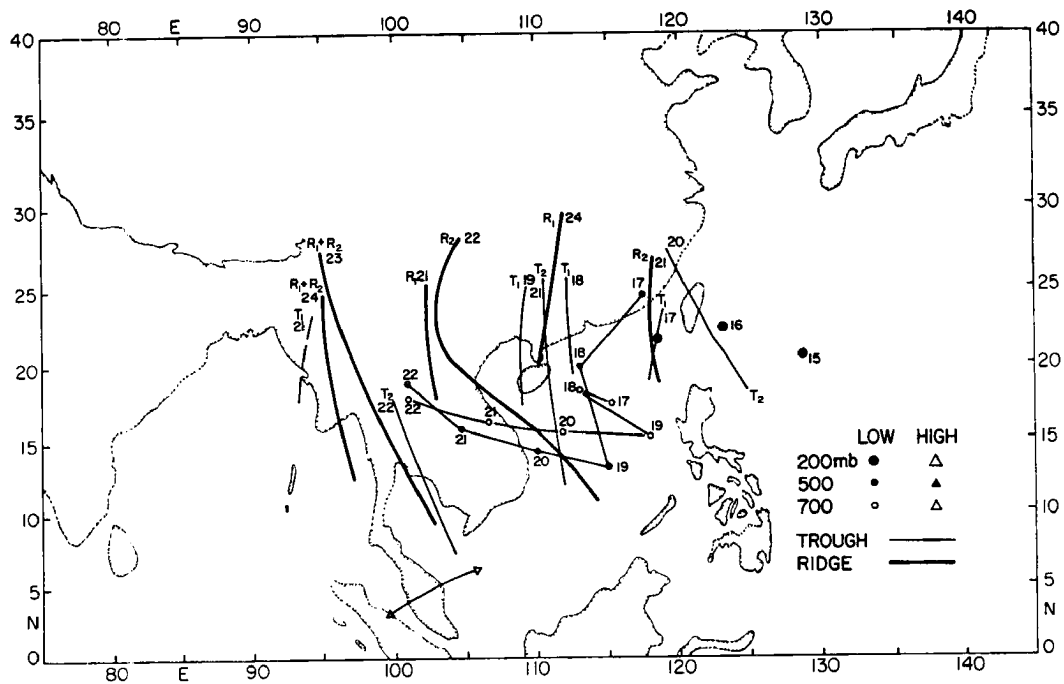 80 E 90 100 110 120 130 140
40 40
35 35
30 30
25 25
20 20
15 15
10 10
5 5
N N
0 0
80 E 90 100 110 120 130 140
R₁+R₂
23
R₁+R₂
24
T₁
21
R₂ 22
R₁ 21
R₁ 24
T₁ 19
T₂
21
T₁
18
20
R₂
21
T₁
17
T₂
T₂
22
17
16
15
18
18
17
19
19
20
20
21
21
22
22
LOW HIGH
200mb
500
700
TROUGH
RIDGE